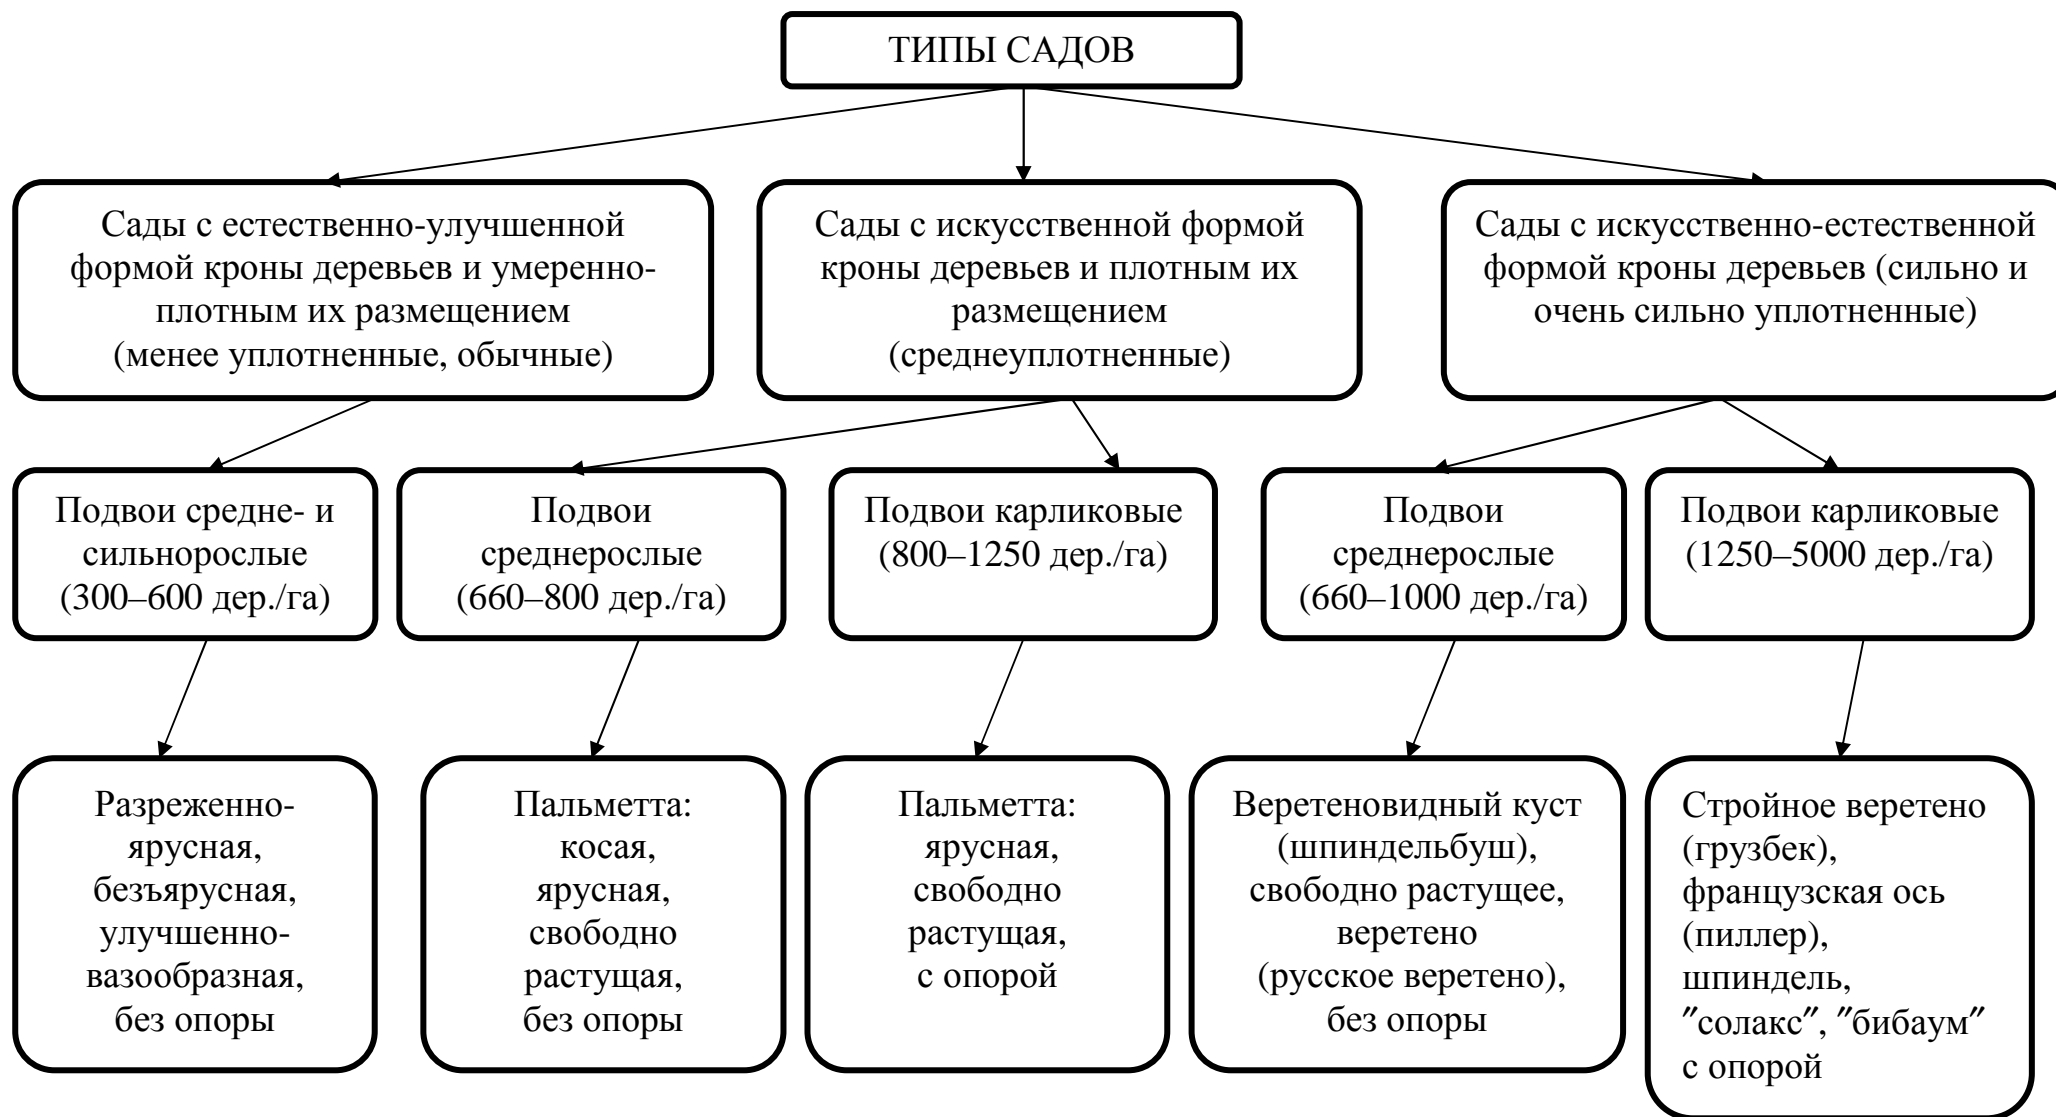 ТИПЫ САДОВ
Сады с естественно-улучшенной
формой кроны деревьев и умеренно-
плотным их размещением
(менее уплотненные, обычные)
Сады с искусственной формой
кроны деревьев и плотным их
размещением
(среднеуплотненные)
Сады с искусственно-естественной
формой кроны деревьев (сильно и
очень сильно уплотненные)
Подвои средне- и
сильнорослые
(300–600 дер./га)
Подвои
среднерослые
(660–800 дер./га)
Подвои карликовые
(800–1250 дер./га)
Подвои
среднерослые
(660–1000 дер./га)
Подвои карликовые
(1250–5000 дер./га)
Разреженно-
ярусная,
безъярусная,
улучшенно-
вазообразная,
без опоры
Пальметта:
косая,
ярусная,
свободно
растущая,
без опоры
Пальметта:
ярусная,
свободно
растущая,
с опорой
Веретеновидный куст
(шпиндельбуш),
свободно растущее,
веретено
(русское веретено),
без опоры
Стройное веретено
(грузбек),
французская ось
(пиллер),
шпиндель,
″солакс″, ″бибаум″
с опорой